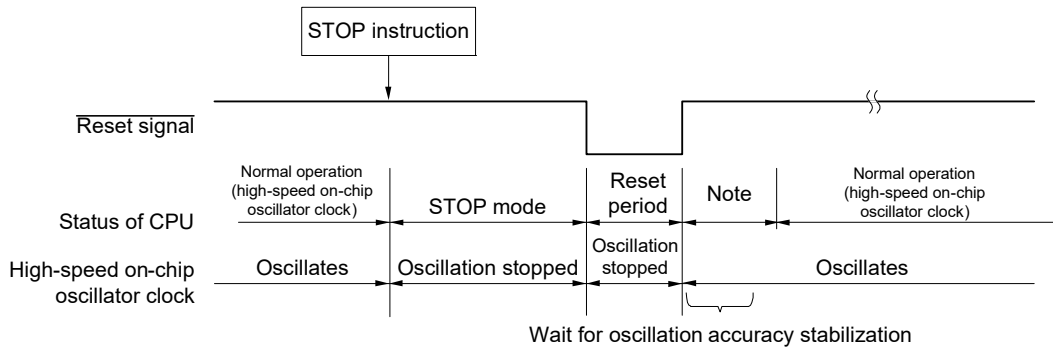 STOP instruction
Reset signal
Status of CPU
Normal operation
(high-speed on-chip
oscillator clock)
STOP mode
Reset
period
Note
Normal operation
(high-speed on-chip
oscillator clock)
High-speed on-chip
oscillator clock
Oscillates
Oscillation stopped
Oscillation
stopped
Oscillates
Wait for oscillation accuracy stabilization